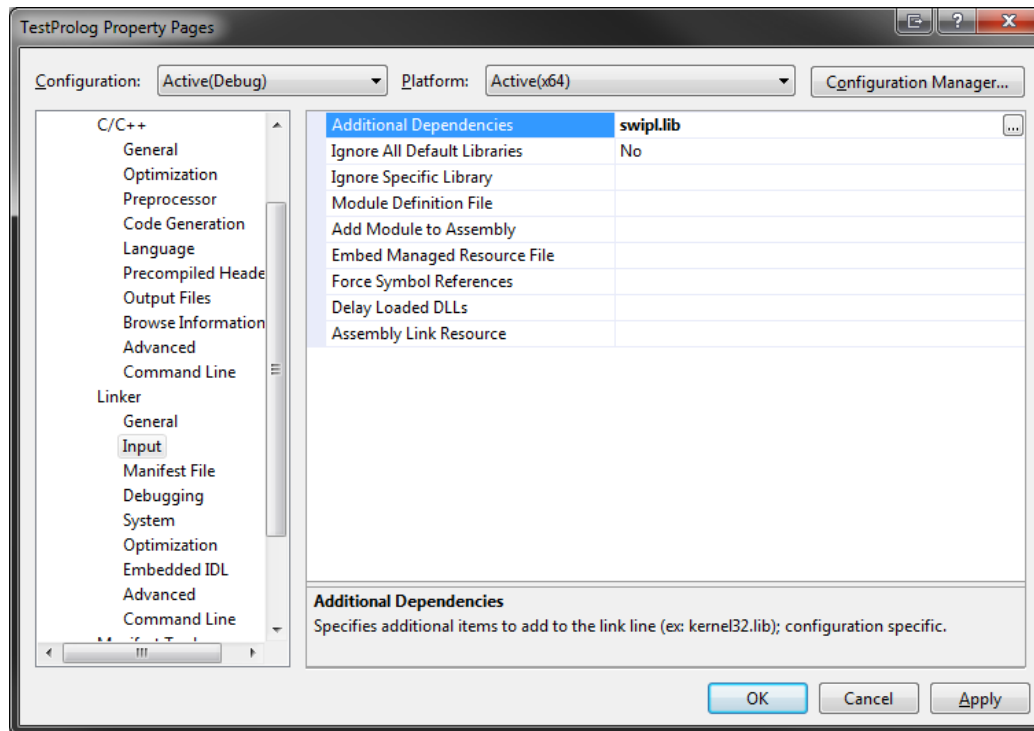 TestProlog Property Pages
Configuration: Active(Debug) Platform: Active(x64) Configuration Manager...
C/C++
General
Optimization
Preprocessor
Code Generation
Language
Precompiled Heade
Output Files
Browse Information
Advanced
Command Line
Linker
General
Input
Manifest File
Debugging
System
Optimization
Embedded IDL
Advanced
Command Line
Additional Dependencies swipl.lib ...
Ignore All Default Libraries No
Ignore Specific Library
Module Definition File
Add Module to Assembly
Embed Managed Resource File
Force Symbol References
Delay Loaded DLLs
Assembly Link Resource
Additional Dependencies
Specifies additional items to add to the link line (ex: kernel32.lib); configuration specific.
OK Cancel Apply